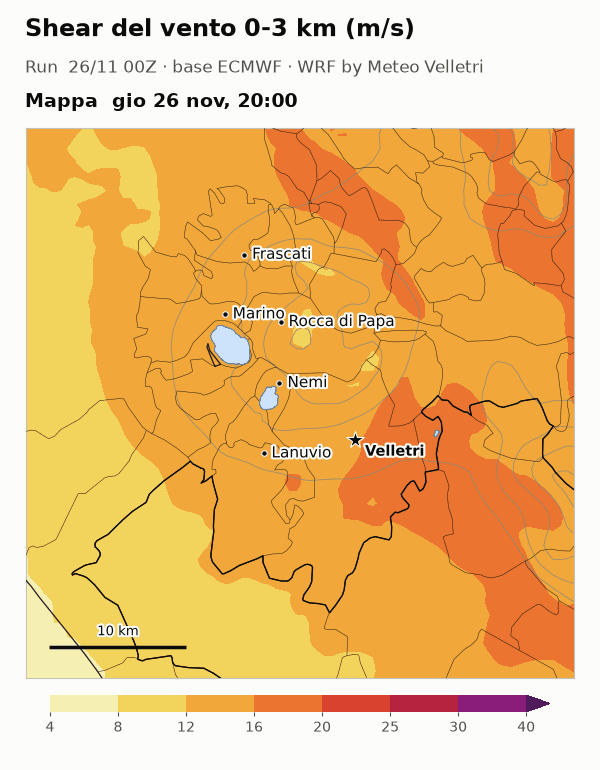 Shear del vento 0-3 km (m/s)
Run  26/11 00Z · base ECMWF · WRF by Meteo Velletri
Mappa  gio 26 nov, 20:00
Frascati
Marino
Rocca di Papa
Nemi
Velletri
Lanuvio
10 km
4 8 12 16 20 25 30 40